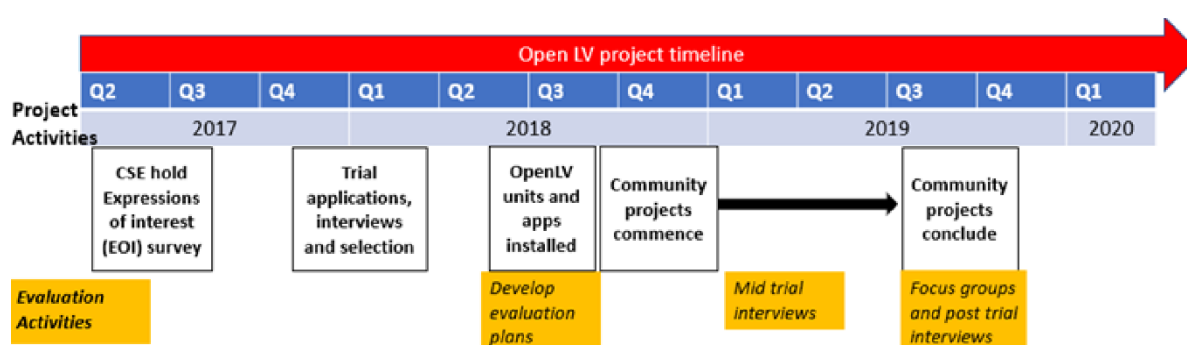 Open LV project timeline
Q2 Q3 Q4 Q1 Q2 Q3 Q4 Q1 Q2 Q3 Q4 Q1
Project
Activities
2017 2018 2019 2020
CSE hold
Expressions
of interest
(EOI) survey
Trial
applications,
interviews
and selection
OpenLV
units and
apps
installed
Community
projects
commence
Community
projects
conclude
Evaluation
Activities
Develop
evaluation
plans
Mid trial
interviews
Focus groups
and post trial
interviews